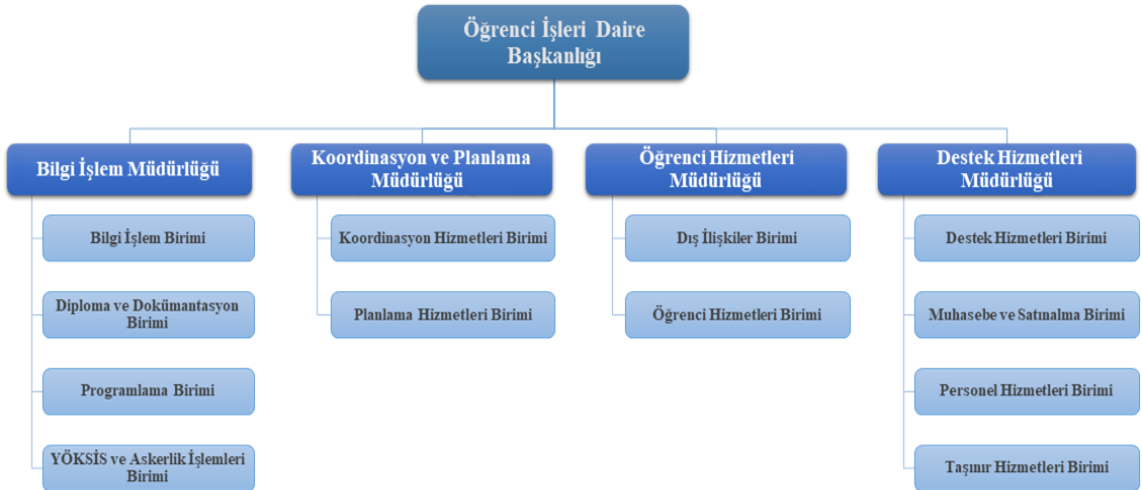 Öğrenci İşleri Daire
Başkanlığı
Bilgi İşlem Müdürlüğü
Bilgi İşlem Birimi
Diploma ve Dokümantasyon
Birimi
Programlama Birimi
YÖKSİS ve Askerlik İşlemleri
Birimi
Koordinasyon ve Planlama
Müdürlüğü
Koordinasyon Hizmetleri Birimi
Planlama Hizmetleri Birimi
Öğrenci Hizmetleri
Müdürlüğü
Dış İlişkiler Birimi
Öğrenci Hizmetleri Birimi
Destek Hizmetleri
Müdürlüğü
Destek Hizmetleri Birimi
Muhasebe ve Satınalma Birimi
Personel Hizmetleri Birimi
Taşınır Hizmetleri Birimi